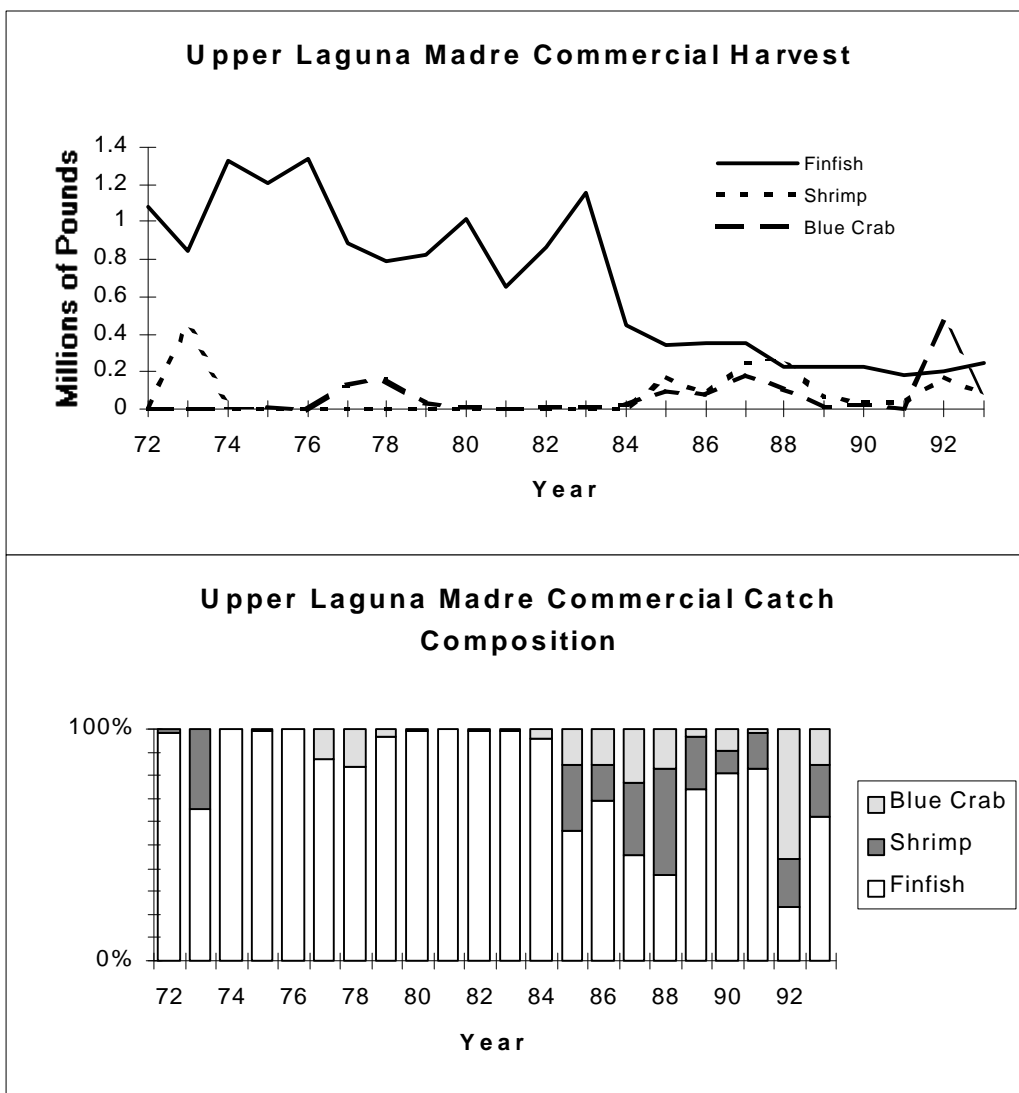 Upper Laguna Madre Commercial Harvest
Millions of Pounds
1.4
1.2
1
0.8
0.6
0.4
0.2
0
Finfish
Shrimp
Blue Crab
72 74 76 78 80 82 84 86 88 90 92
Year
Upper Laguna Madre Commercial Catch
Composition
100%
0%
72 74 76 78 80 82 84 86 88 90 92
Year
Blue Crab
Shrimp
Finfish